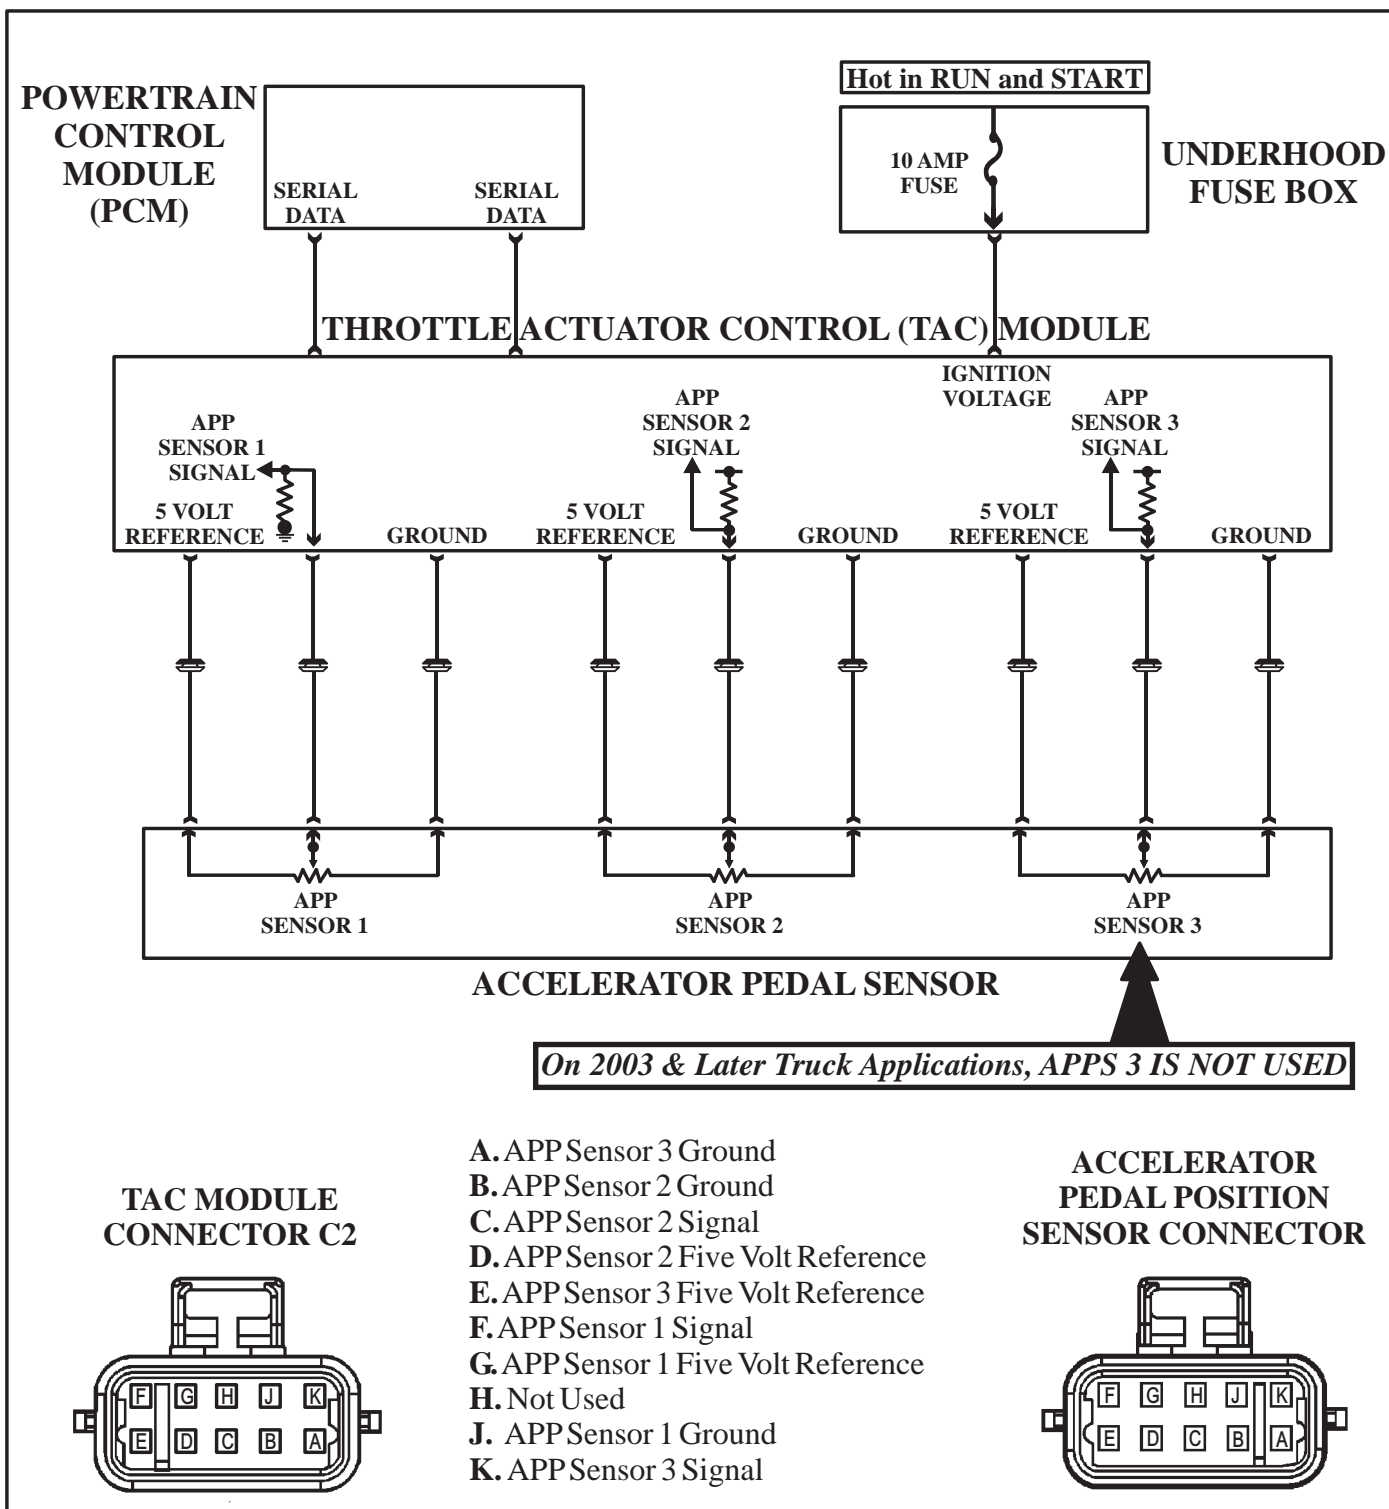 Hot in RUN and START
POWERTRAIN
CONTROL
MODULE
(PCM)
SERIAL
DATA
SERIAL
DATA
10 AMP
FUSE
UNDERHOOD
FUSE BOX
THROTTLE ACTUATOR CONTROL (TAC) MODULE
IGNITION
VOLTAGE
APP
SENSOR 1
SIGNAL
APP
SENSOR 2
SIGNAL
APP
SENSOR 3
SIGNAL
5 VOLT
REFERENCE
GROUND
5 VOLT
REFERENCE
GROUND
5 VOLT
REFERENCE
GROUND
APP
SENSOR 1
APP
SENSOR 2
APP
SENSOR 3
ACCELERATOR PEDAL SENSOR
On 2003 & Later Truck Applications, APPS 3 IS NOT USED
TAC MODULE
CONNECTOR C2
F G H J K
E D C B A
A. APP Sensor 3 Ground
B. APP Sensor 2 Ground
C. APP Sensor 2 Signal
D. APP Sensor 2 Five Volt Reference
E. APP Sensor 3 Five Volt Reference
F. APP Sensor 1 Signal
G. APP Sensor 1 Five Volt Reference
H. Not Used
J. APP Sensor 1 Ground
K. APP Sensor 3 Signal
ACCELERATOR
PEDAL POSITION
SENSOR CONNECTOR
F G H J K
E D C B A